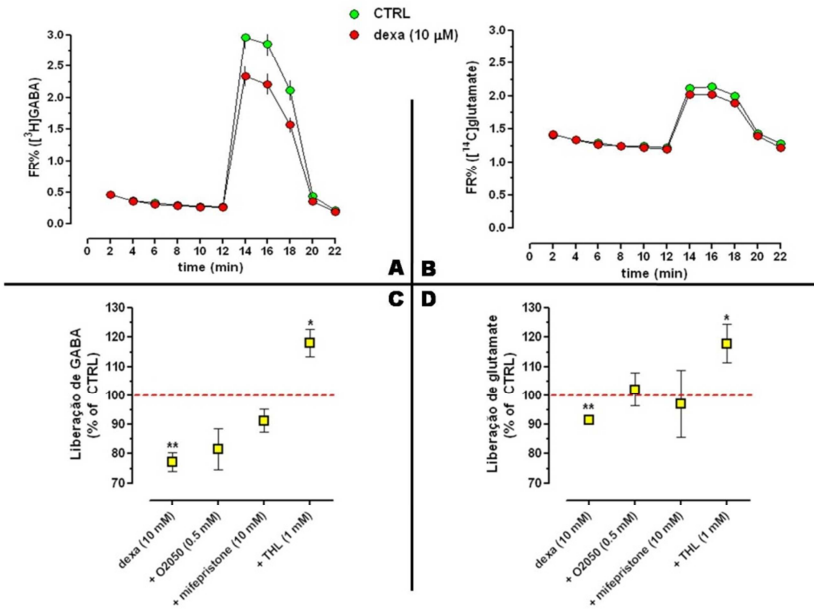 CTRL
dexa (10 µM)
FR% ([³H]GABA)
3.0
2.5
2.0
1.5
1.0
0.5
0.0
0 2 4 6 8 10 12 14 16 18 20 22
time (min)
A
FR% ([¹⁴C]glutamate)
3.0
2.5
2.0
1.5
1.0
0.5
0.0
0 2 4 6 8 10 12 14 16 18 20 22
time (min)
B
C
Liberação de GABA
(% of CTRL)
130
120
110
100
90
80
70
**
*
dexa (10 mM)
+ O2050 (0.5 mM)
+ mifepristone (10 mM)
+ THL (1 mM)
D
Liberação de glutamate
(% of CTRL)
130
120
110
100
90
80
70
**
*
dexa (10 mM)
+ O2050 (0.5 mM)
+ mifepristone (10 mM)
+ THL (1 mM)